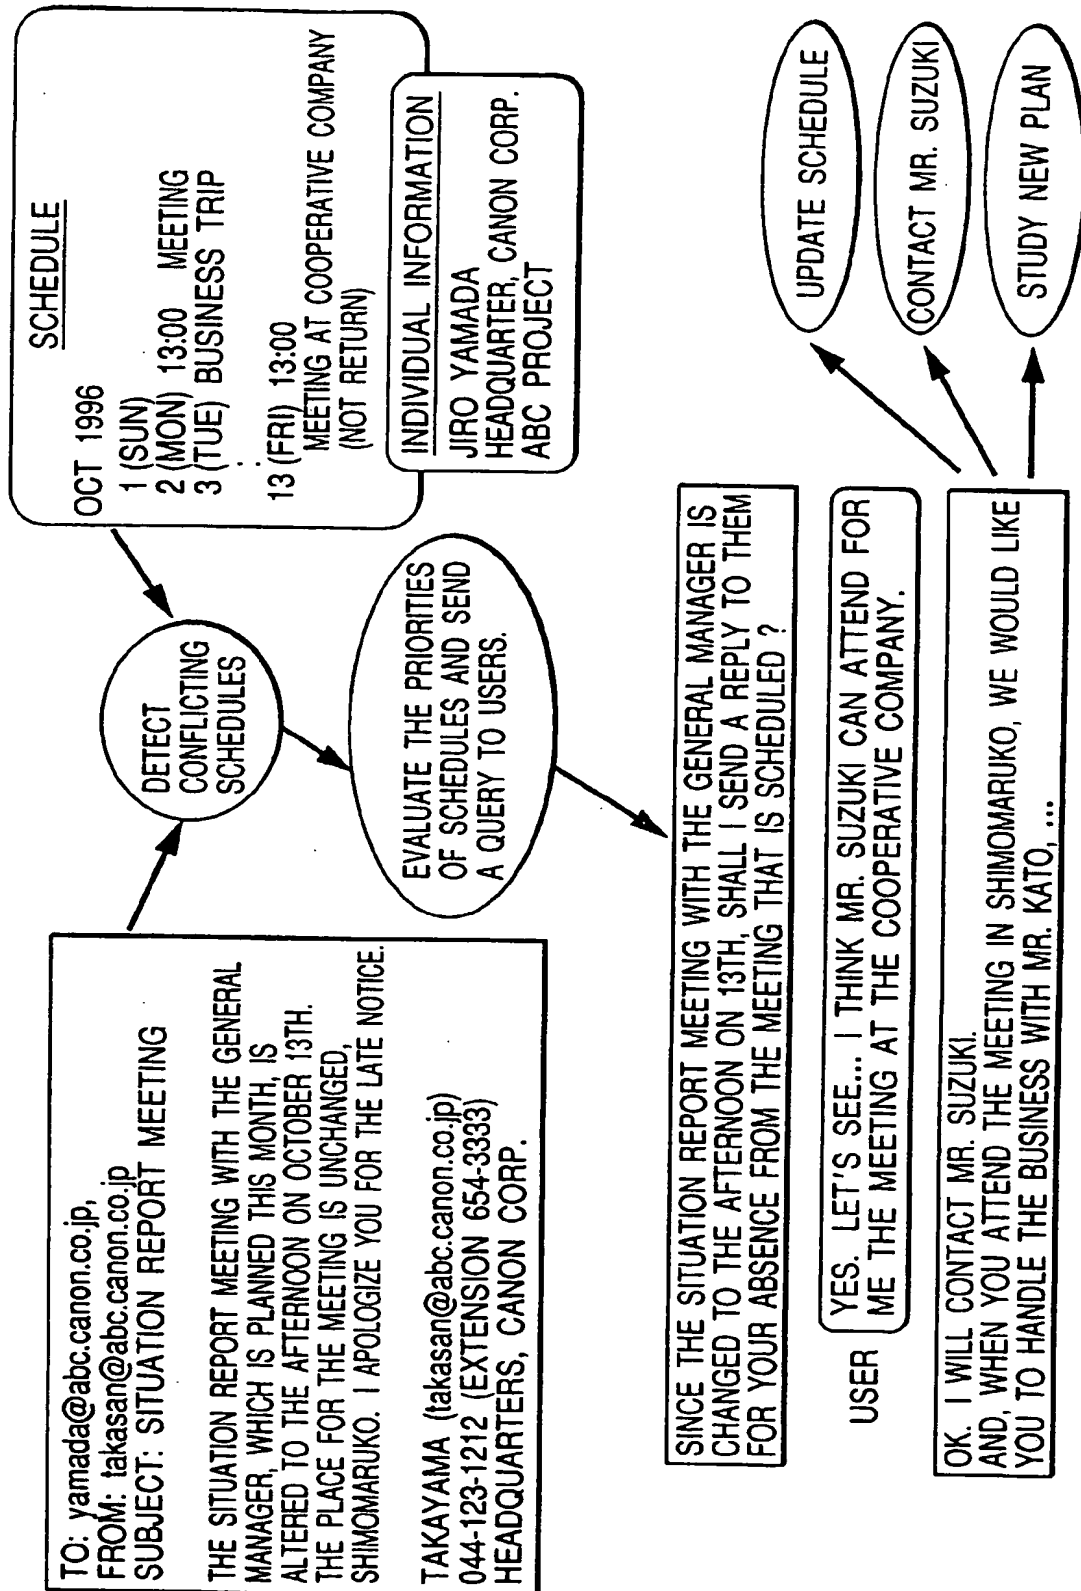 TO: yamada@abc.canon.co.jp,
FROM: takasan@abc.canon.co.jp
SUBJECT: SITUATION REPORT MEETING
THE SITUATION REPORT MEETING WITH THE GENERAL
MANAGER, WHICH IS PLANNED THIS MONTH, IS
ALTERED TO THE AFTERNOON ON OCTOBER 13TH.
THE PLACE FOR THE MEETING IS UNCHANGED,
SHIMOMARUKO. I APOLOGIZE YOU FOR THE LATE NOTICE.
TAKAYAMA (takasan@abc.canon.co.jp)
044-123-1212 (EXTENSION 654-3333)
HEADQUARTERS, CANON CORP.
DETECT
CONFLICTING
SCHEDULES
SCHEDULE
OCT 1996
1 (SUN)
2 (MON) 13:00 MEETING
3 (TUE) BUSINESS TRIP
:
13 (FRI) 13:00
MEETING AT COOPERATIVE COMPANY
(NOT RETURN)
INDIVIDUAL INFORMATION
JIRO YAMADA
HEADQUARTER, CANON CORP.
ABC PROJECT
EVALUATE THE PRIORITIES
OF SCHEDULES AND SEND
A QUERY TO USERS.
SINCE THE SITUATION REPORT MEETING WITH THE GENERAL MANAGER IS
CHANGED TO THE AFTERNOON ON 13TH, SHALL I SEND A REPLY TO THEM
FOR YOUR ABSENCE FROM THE MEETING THAT IS SCHEDULED ?
USER
YES. LET'S SEE... I THINK MR. SUZUKI CAN ATTEND FOR
ME THE MEETING AT THE COOPERATIVE COMPANY.
OK. I WILL CONTACT MR. SUZUKI.
AND, WHEN YOU ATTEND THE MEETING IN SHIMOMARUKO, WE WOULD LIKE
YOU TO HANDLE THE BUSINESS WITH MR. KATO, ...
UPDATE SCHEDULE
CONTACT MR. SUZUKI
STUDY NEW PLAN